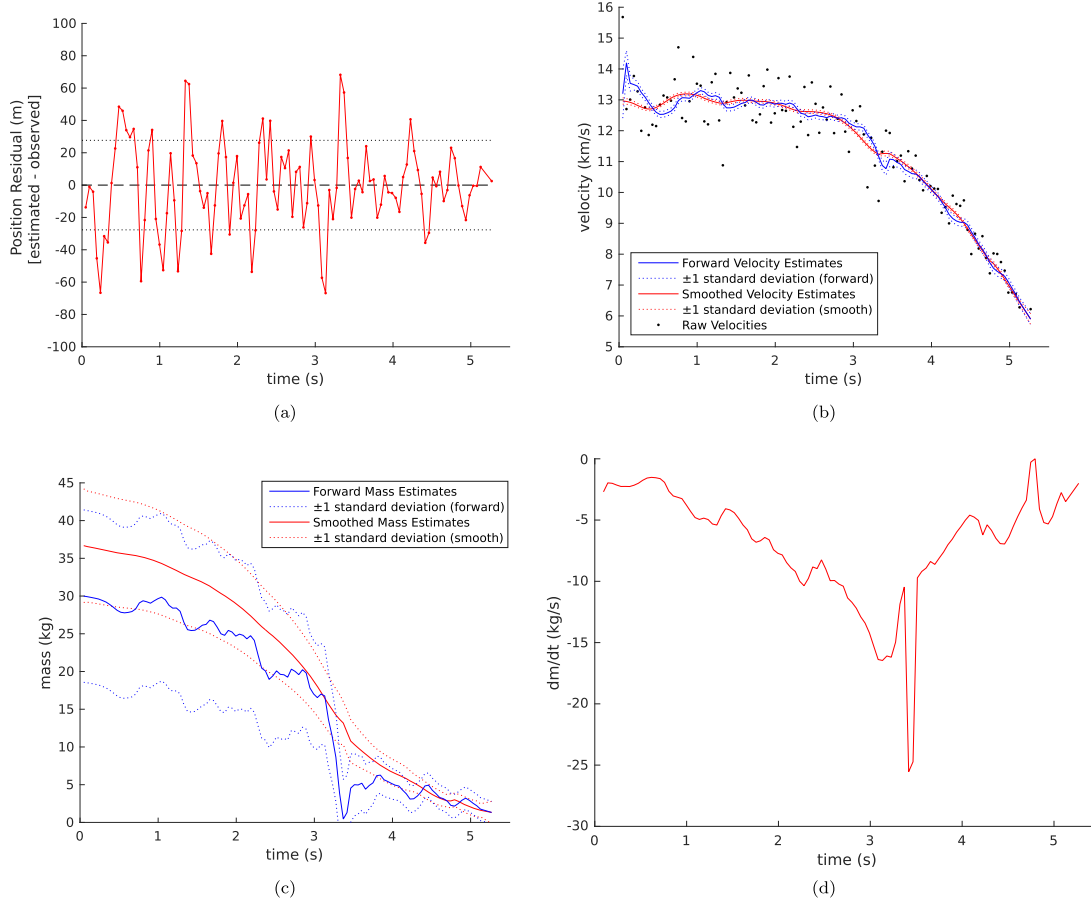 100
80
60
40
20
0
-20
-40
-60
-80
-100
Position Residual (m)
[estimated - observed]
0 1 2 3 4 5
time (s)
(a)
16
15
14
13
12
11
10
9
8
7
6
5
velocity (km/s)
Forward Velocity Estimates
±1 standard deviation (forward)
Smoothed Velocity Estimates
±1 standard deviation (smooth)
Raw Velocities
0 1 2 3 4 5
time (s)
(b)
45
40
35
30
25
20
15
10
5
0
mass (kg)
Forward Mass Estimates
±1 standard deviation (forward)
Smoothed Mass Estimates
±1 standard deviation (smooth)
0 1 2 3 4 5
time (s)
(c)
0
-5
-10
-15
-20
-25
-30
dm/dt (kg/s)
0 1 2 3 4 5
time (s)
(d)